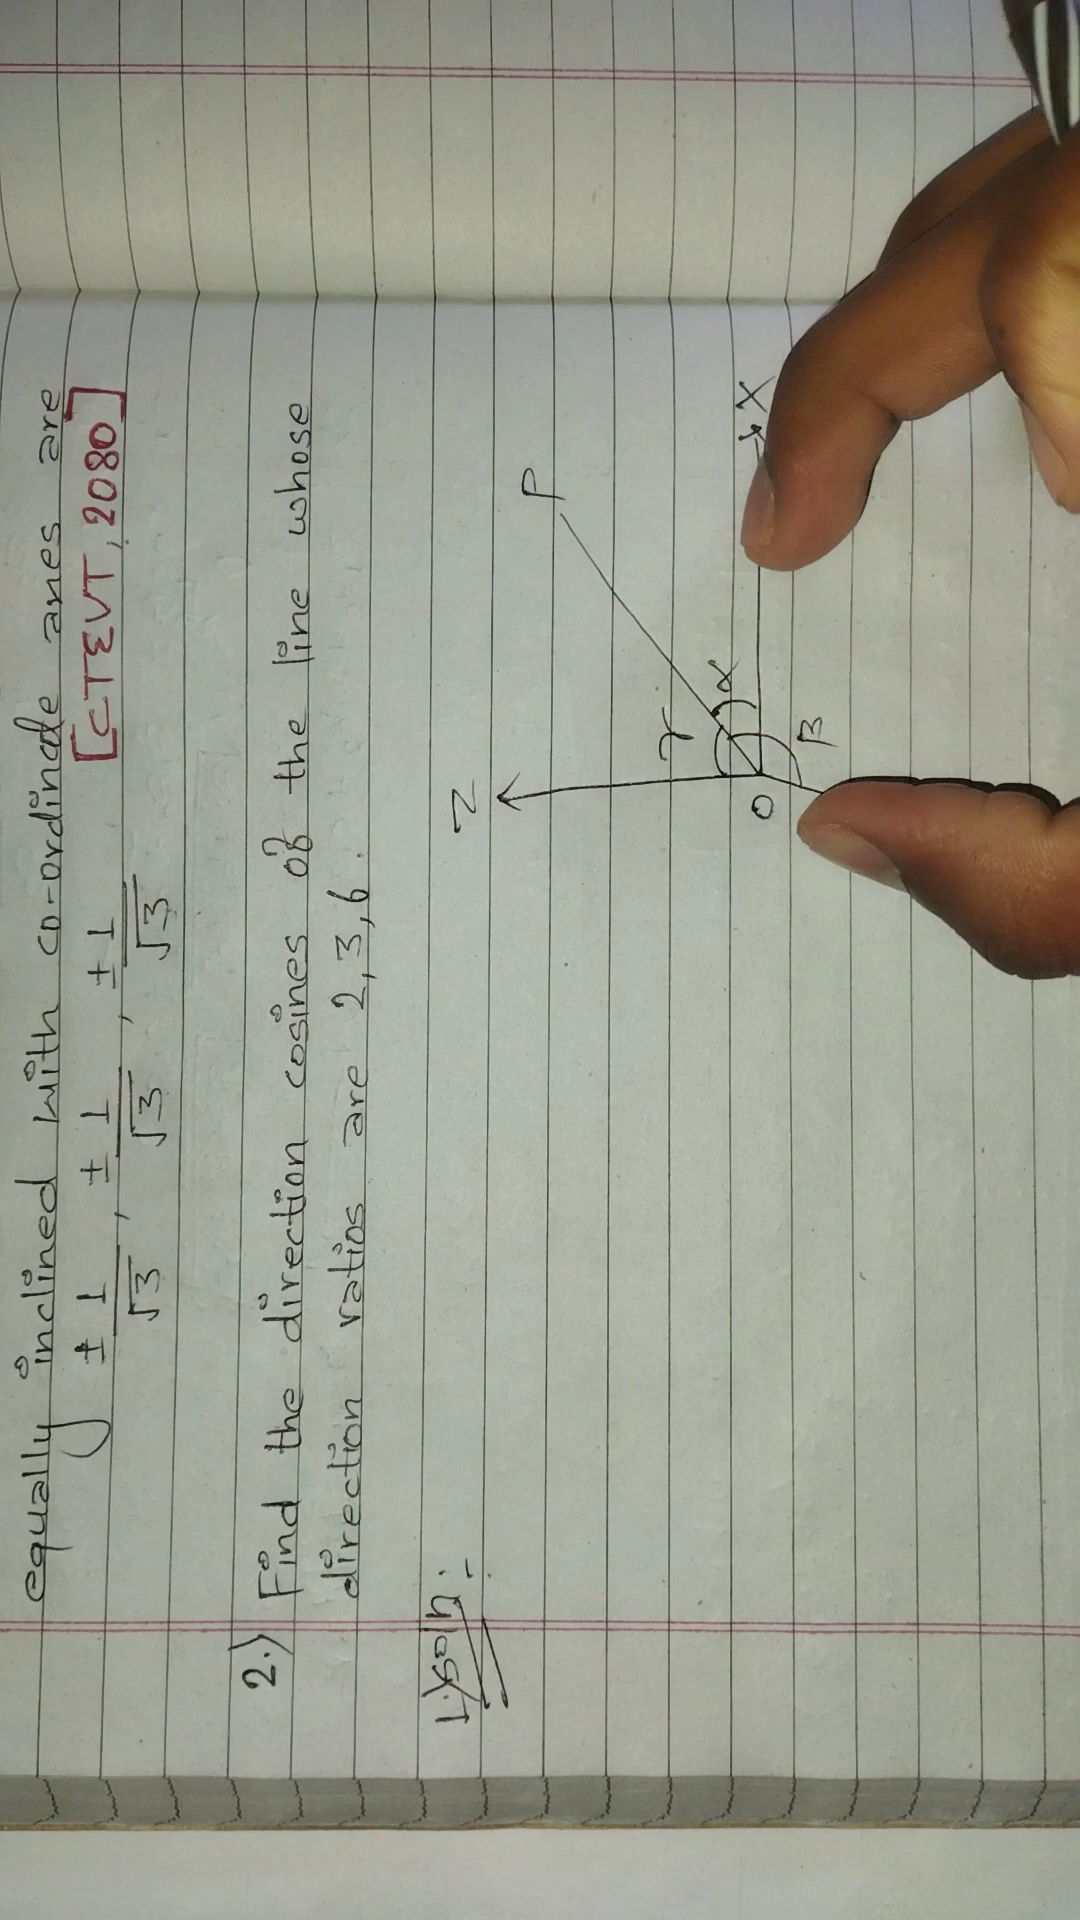 equally inclined with co-ordinate axes are
± 1/√3 , ± 1/√3 , ± 1/√3 [CTEVT, 2080]
2.) Find the direction cosines of the line whose
direction ratios are 2, 3, 6.
1.) soln :-
Z
P
γ
α
X
O
β